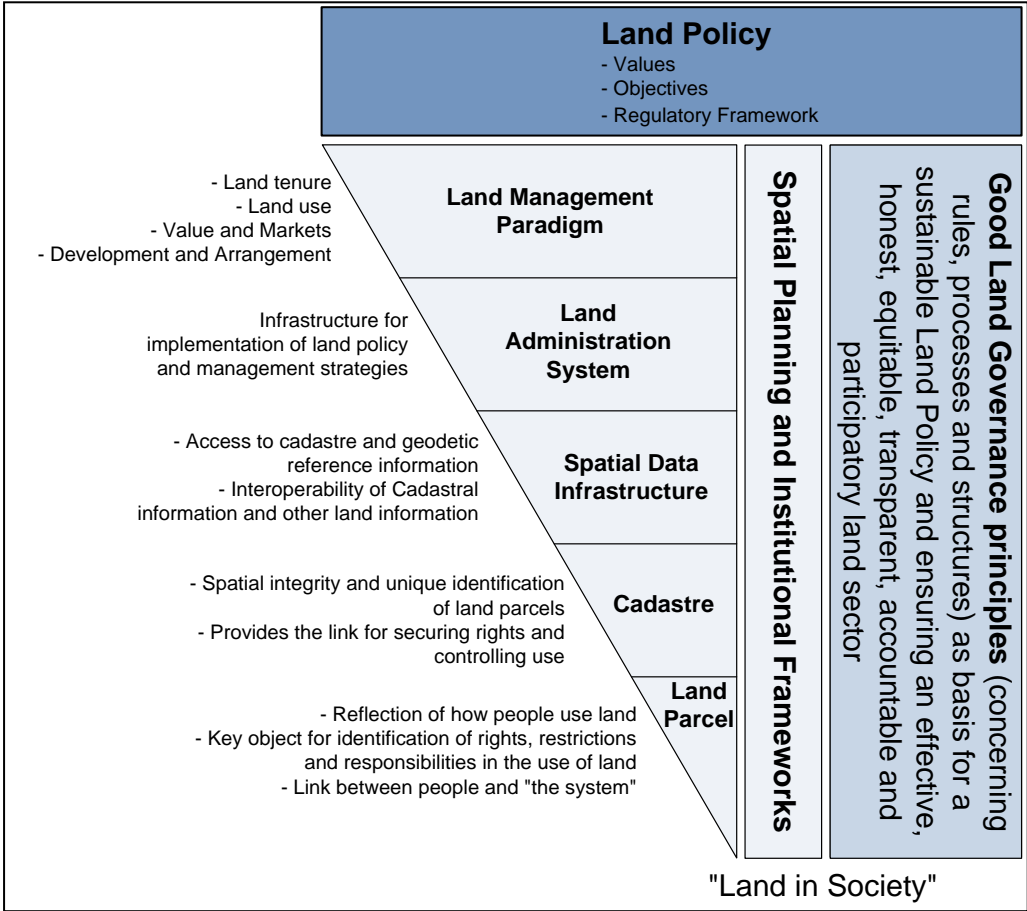 Land Policy
- Values
- Objectives
- Regulatory Framework
- Land tenure
- Land use
- Value and Markets
- Development and Arrangement
Land Management
Paradigm
Infrastructure for
implementation of land policy
and management strategies
Land
Administration
System
- Access to cadastre and geodetic
reference information
- Interoperability of Cadastral
information and other land information
Spatial Data
Infrastructure
- Spatial integrity and unique identification
of land parcels
- Provides the link for securing rights and
controlling use
Cadastre
- Reflection of how people use land
- Key object for identification of rights, restrictions
and responsibilities in the use of land
- Link between people and "the system"
Land
Parcel
Spatial Planning and Institutional Frameworks
Good Land Governance principles (concerning
rules, processes and structures) as basis for a
sustainable Land Policy and ensuring an effective,
honest, equitable, transparent, accountable and
participatory land sector
"Land in Society"